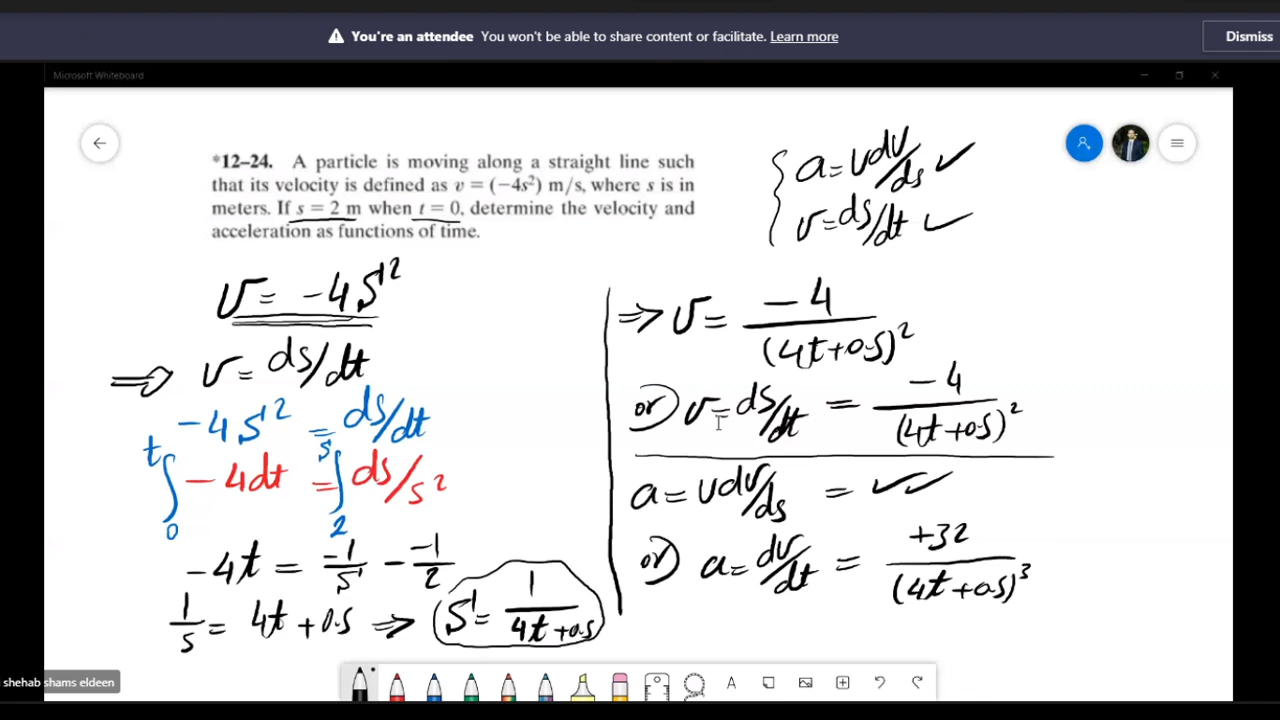 You're an attendee You won't be able to share content or facilitate. Learn more
Dismiss
Microsoft Whiteboard
*12–24. A particle is moving along a straight line such
that its velocity is defined as v = (−4s²) m/s, where s is in
meters. If s = 2 m when t = 0, determine the velocity and
acceleration as functions of time.
a = vdv/ds ✓
v = ds/dt ✓
v = -4s²
⇒ v = ds/dt
-4s² = ds/dt
∫₀ᵗ -4dt = ∫₂ˢ ds/s²
-4t = -1/s - -1/2
1/s = 4t+0.5 ⇒ s = 1/(4t+0.5)
⇒ v = -4/(4t+0.5)²
or) v = ds/dt = -4/(4t+0.5)²
a = vdv/ds = ✓✓
or) a = dv/dt = +32/(4t+0.5)³
shehab shams eldeen
A